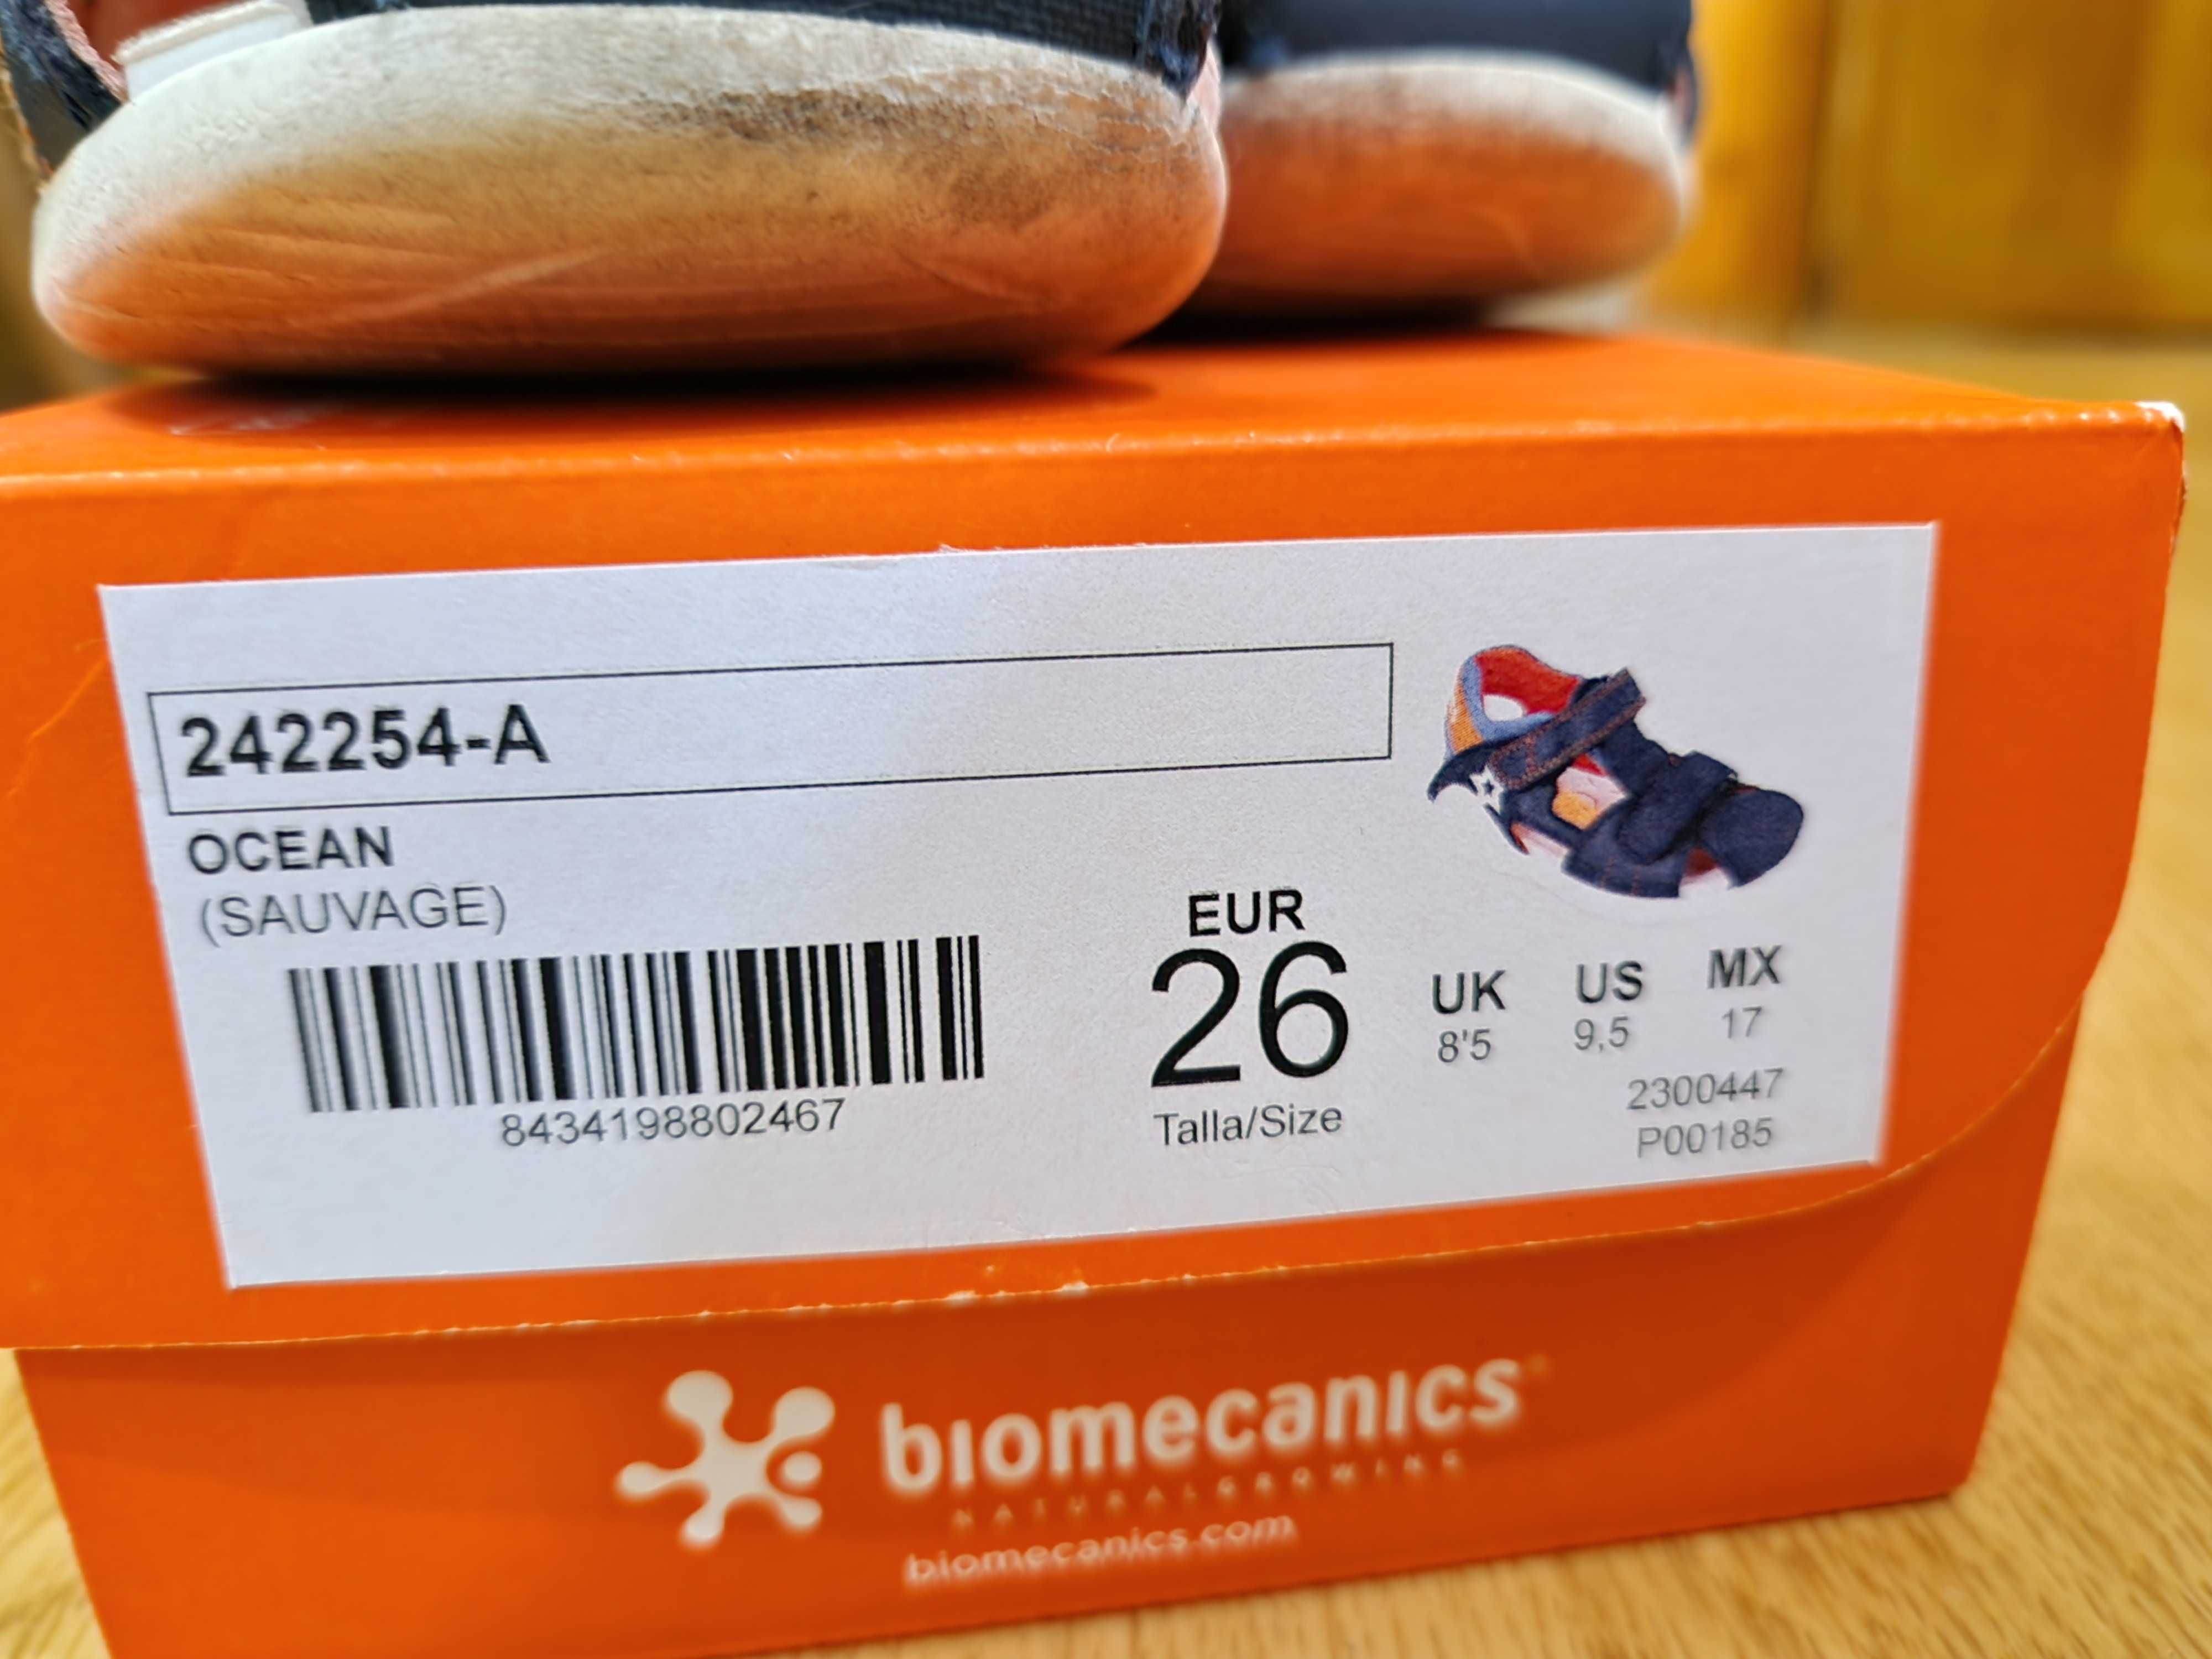 242254-A
OCEAN
(SAUVAGE)
8434198802467
EUR
26
Talla/Size
UK US MX
8'5 9,5 17
2300447
P00185
biomecanics
NATURALGROWING
biomecanics.com